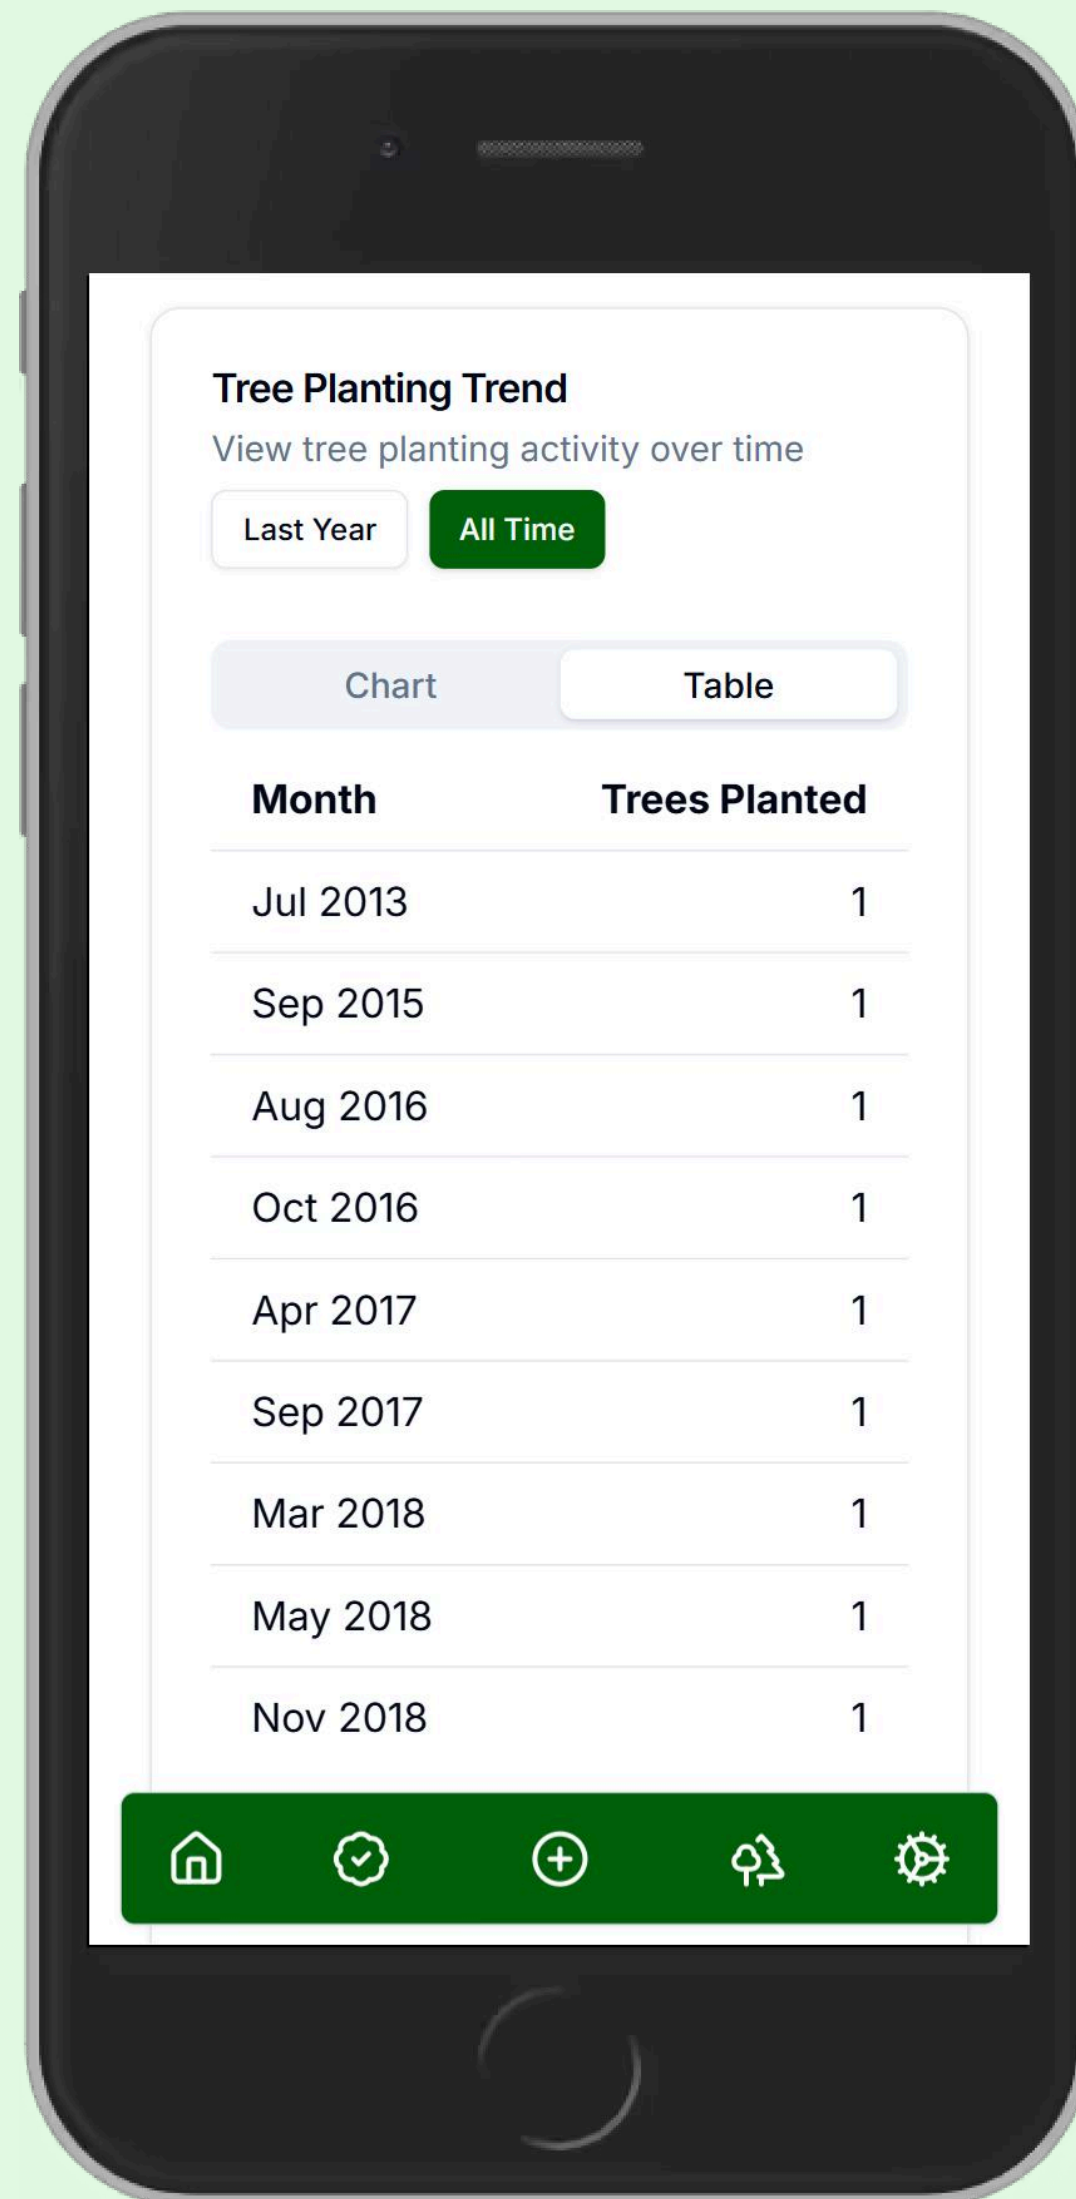 Tree Planting Trend
View tree planting activity over time
Last Year All Time
Chart Table
Month Trees Planted
Jul 2013 1
Sep 2015 1
Aug 2016 1
Oct 2016 1
Apr 2017 1
Sep 2017 1
Mar 2018 1
May 2018 1
Nov 2018 1